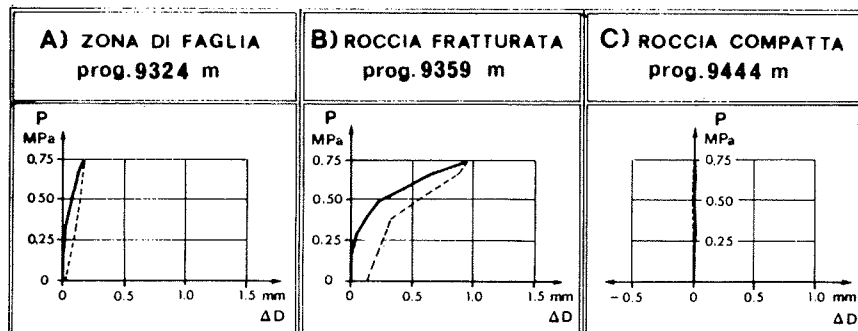 A) ZONA DI FAGLIA
prog. 9324 m
B) ROCCIA FRATTURATA
prog. 9359 m
C) ROCCIA COMPATTA
prog. 9444 m
P
MPa
0.75
0.50
0.25
0
0.5
1.0
1.5
mm
ΔD
P
MPa
0.75
0.50
0.25
0
0
0.5
1.0
1.5
mm
ΔD
P
MPa
0.75
0.50
0.25
-0.5
0
0.5
1.0
mm
ΔD